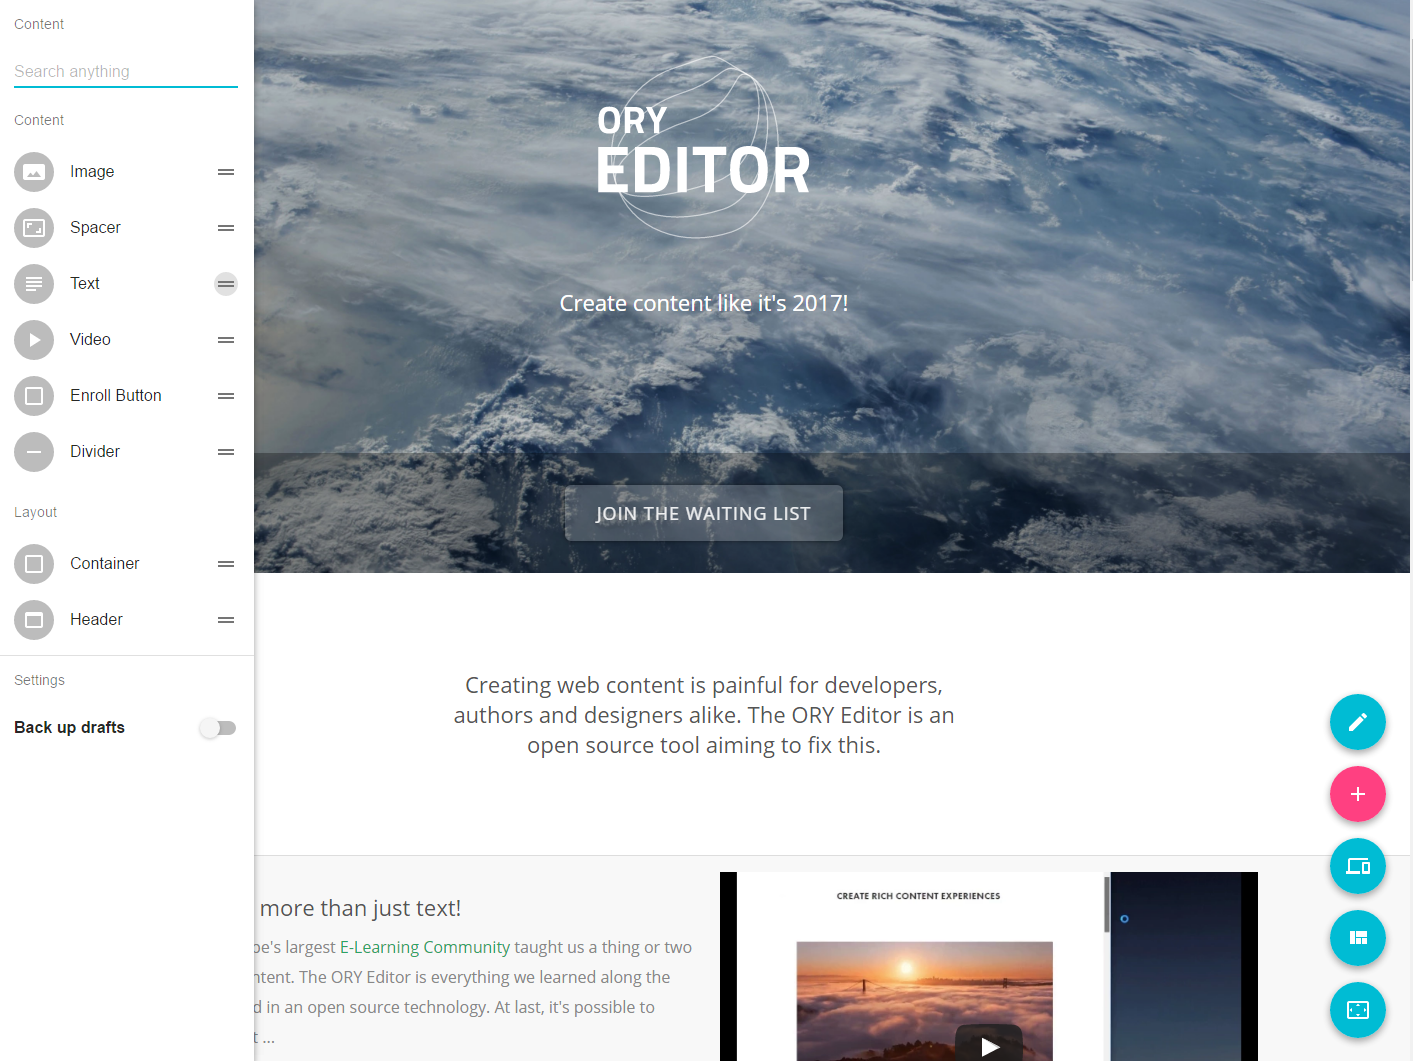 Content
Search anything
Content
Image
Spacer
Text
Video
Enroll Button
Divider
Layout
Container
Header
Settings
Back up drafts
ORY
EDITOR
Create content like it's 2017!
JOIN THE WAITING LIST
Creating web content is painful for developers,
authors and designers alike. The ORY Editor is an
open source tool aiming to fix this.
more than just text!
pe's largest E-Learning Community taught us a thing or two
ntent. The ORY Editor is everything we learned along the
d in an open source technology. At last, it's possible to
t ...
CREATE RICH CONTENT EXPERIENCES